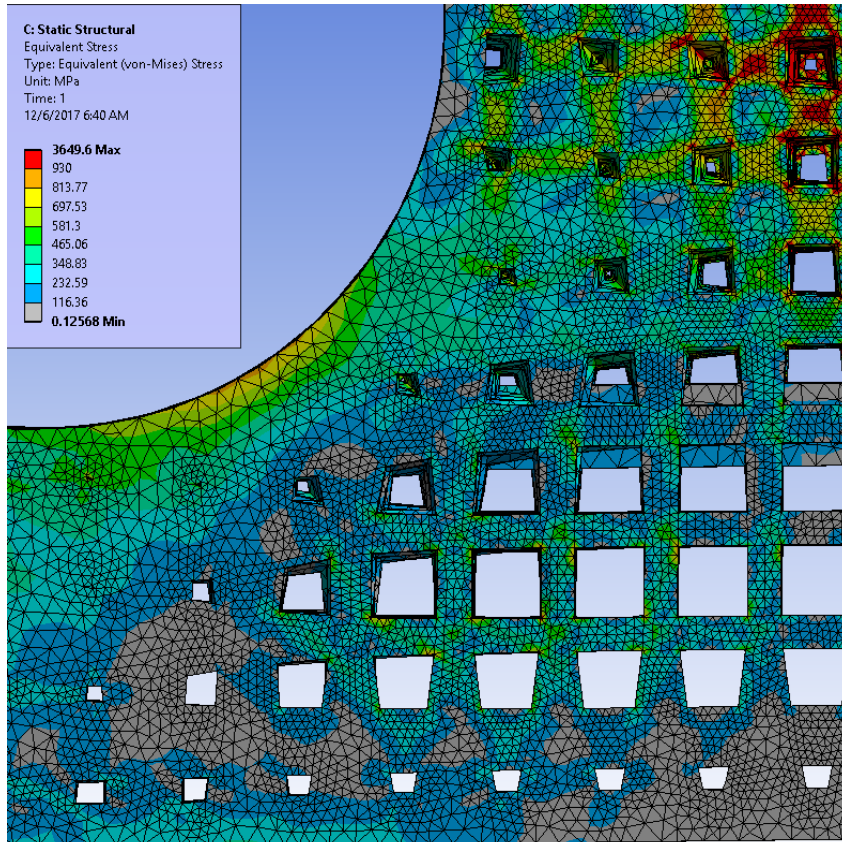 C: Static Structural
Equivalent Stress
Type: Equivalent (von-Mises) Stress
Unit: MPa
Time: 1
12/6/2017 6:40 AM
3649.6 Max
930
813.77
697.53
581.3
465.06
348.83
232.59
116.36
0.12568 Min